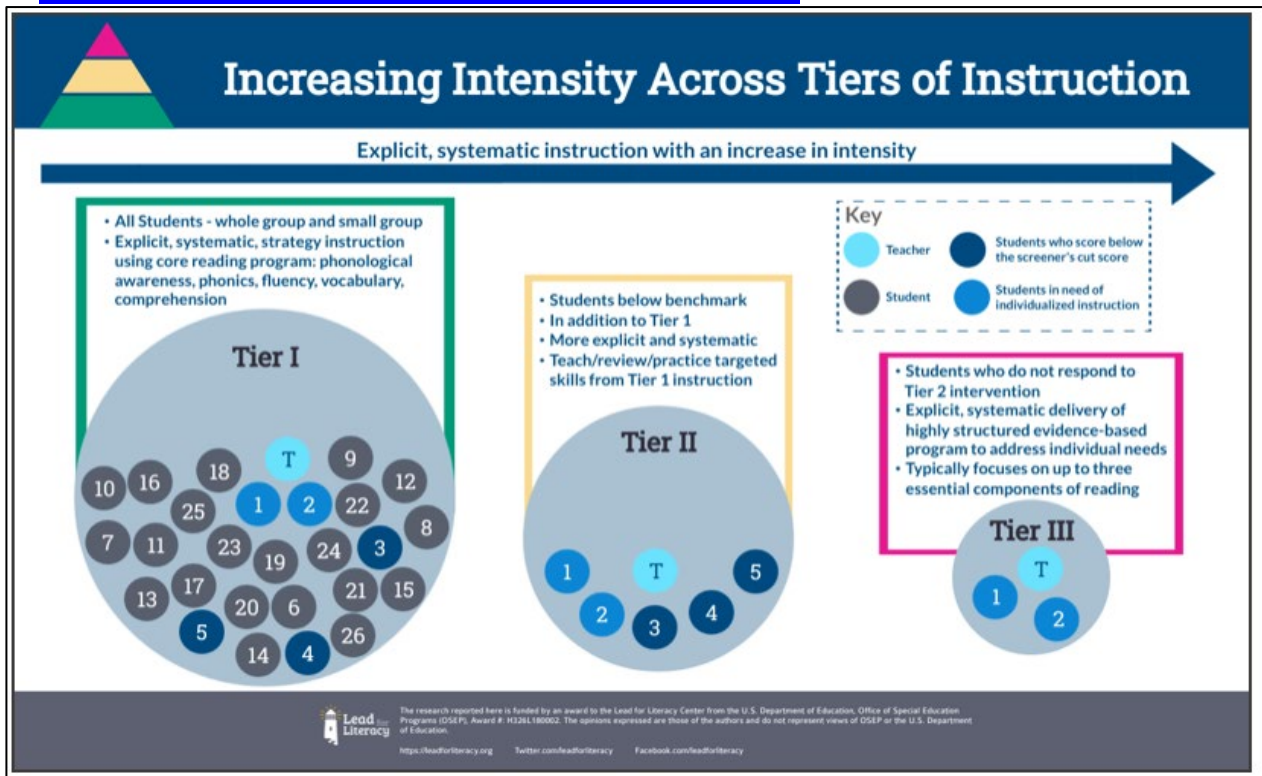 Increasing Intensity Across Tiers of Instruction
Explicit, systematic instruction with an increase in intensity
• All Students - whole group and small group
• Explicit, systematic, strategy instruction
using core reading program: phonological
awareness, phonics, fluency, vocabulary,
comprehension
Tier I
T
9
18
12
16
10
1
2
22
25
8
7
11
23
24
3
19
17
21
15
13
20
6
5
26
14
4
• Students below benchmark
• In addition to Tier 1
• More explicit and systematic
• Teach/review/practice targeted
skills from Tier 1 instruction
Tier II
1
T
5
2
3
4
Key
Teacher
Students who score below
the screener's cut score
Student
Students in need of
individualized instruction
• Students who do not respond to
Tier 2 intervention
• Explicit, systematic delivery of
highly structured evidence-based
program to address individual needs
• Typically focuses on up to three
essential components of reading
Tier III
T
1
2
Lead for
Literacy
The research reported here is funded by an award to the Lead for Literacy Center from the U.S. Department of Education, Office of Special Education
Programs (OSEP), Award #: H326L180002. The opinions expressed are those of the authors and do not represent views of OSEP or the U.S. Department
of Education.
https://leadforliteracy.org Twitter.com/leadforliteracy Facebook.com/leadforliteracy